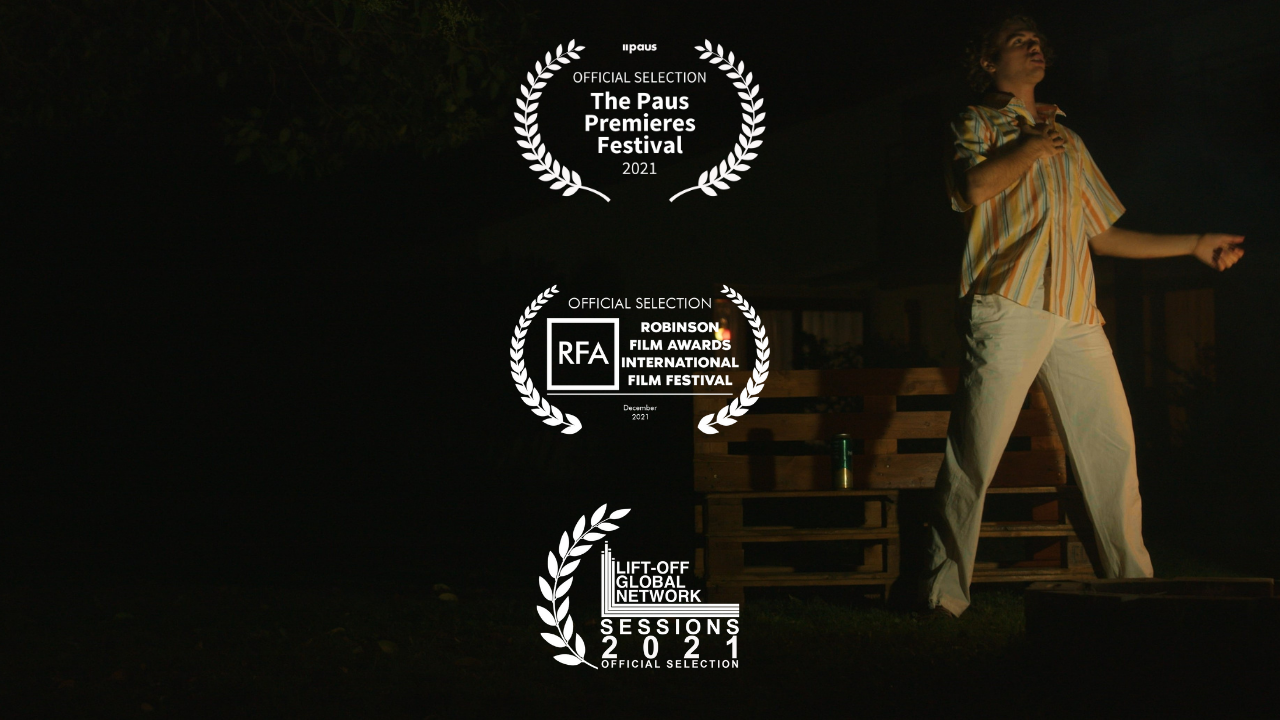 paus
OFFICIAL SELECTION
The Paus
Premieres
Festival
2021
OFFICIAL SELECTION
RFA
ROBINSON
FILM AWARDS
INTERNATIONAL
FILM FESTIVAL
December
2021
LIFT-OFF
GLOBAL
NETWORK
SESSIONS
2021
OFFICIAL SELECTION